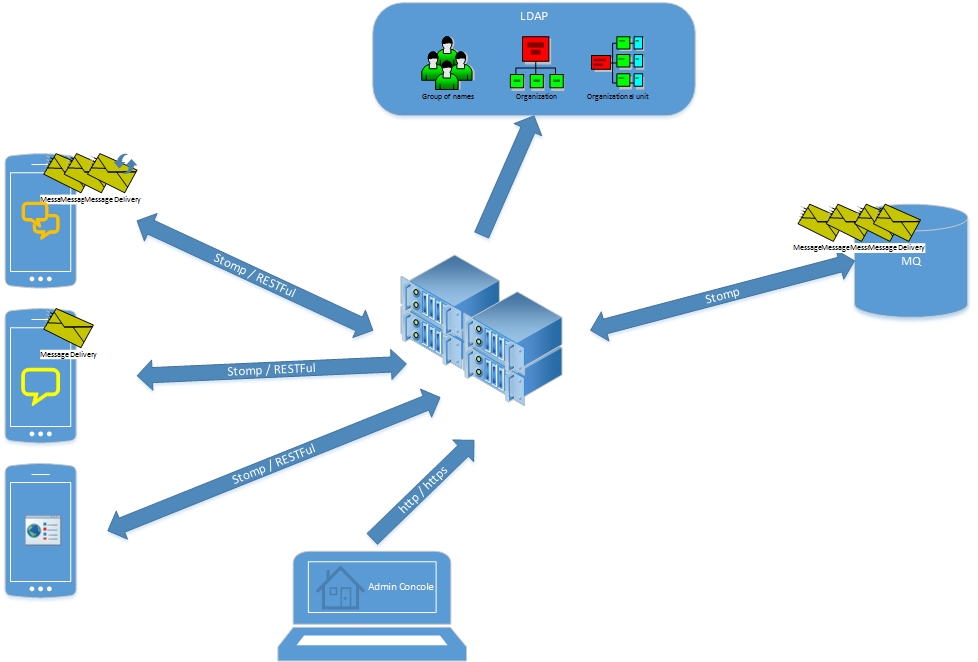 LDAP
Group of names
Organization
Organizational unit
MessaMessagMessage Delivery
Stomp / RESTFul
MessageMessageMessMessage Delivery
MQ
Stomp
Message Delivery
Stomp / RESTFul
Stomp / RESTFul
http / https
Admin Concole